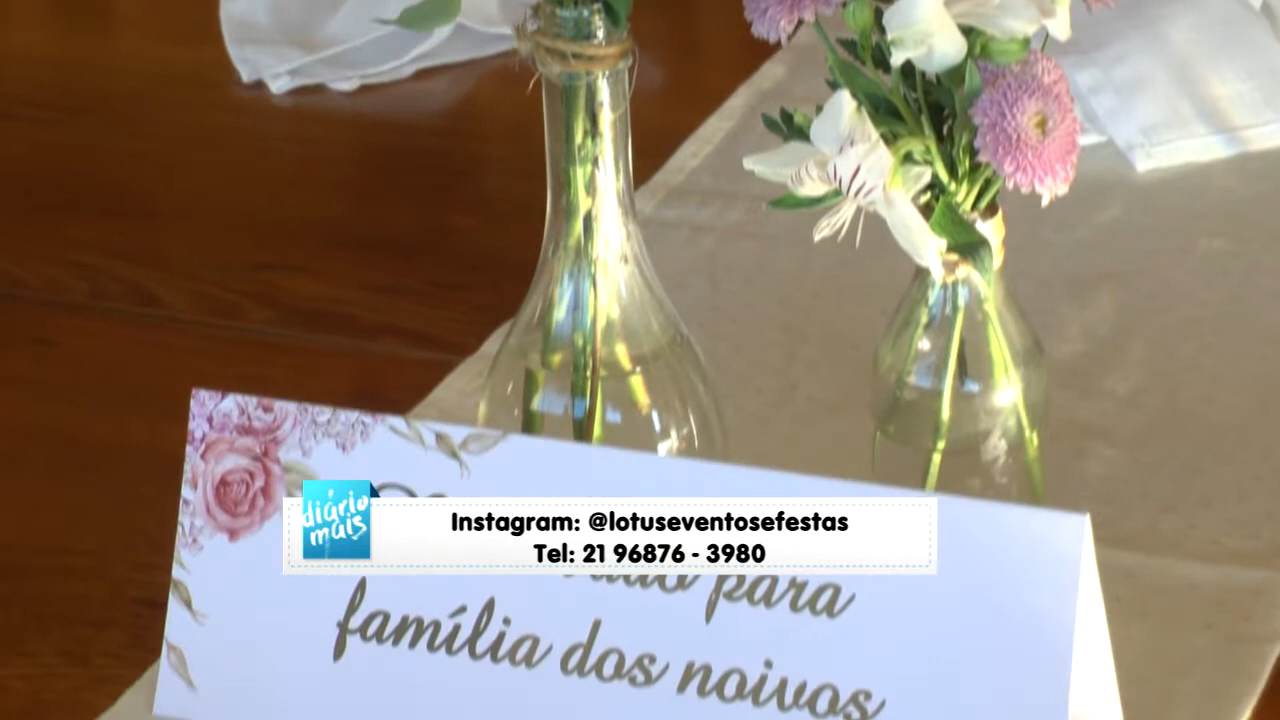 diário
mais
Instagram: @lotuseventosefestas
Tel: 21 96876 - 3980
para
família dos noivos